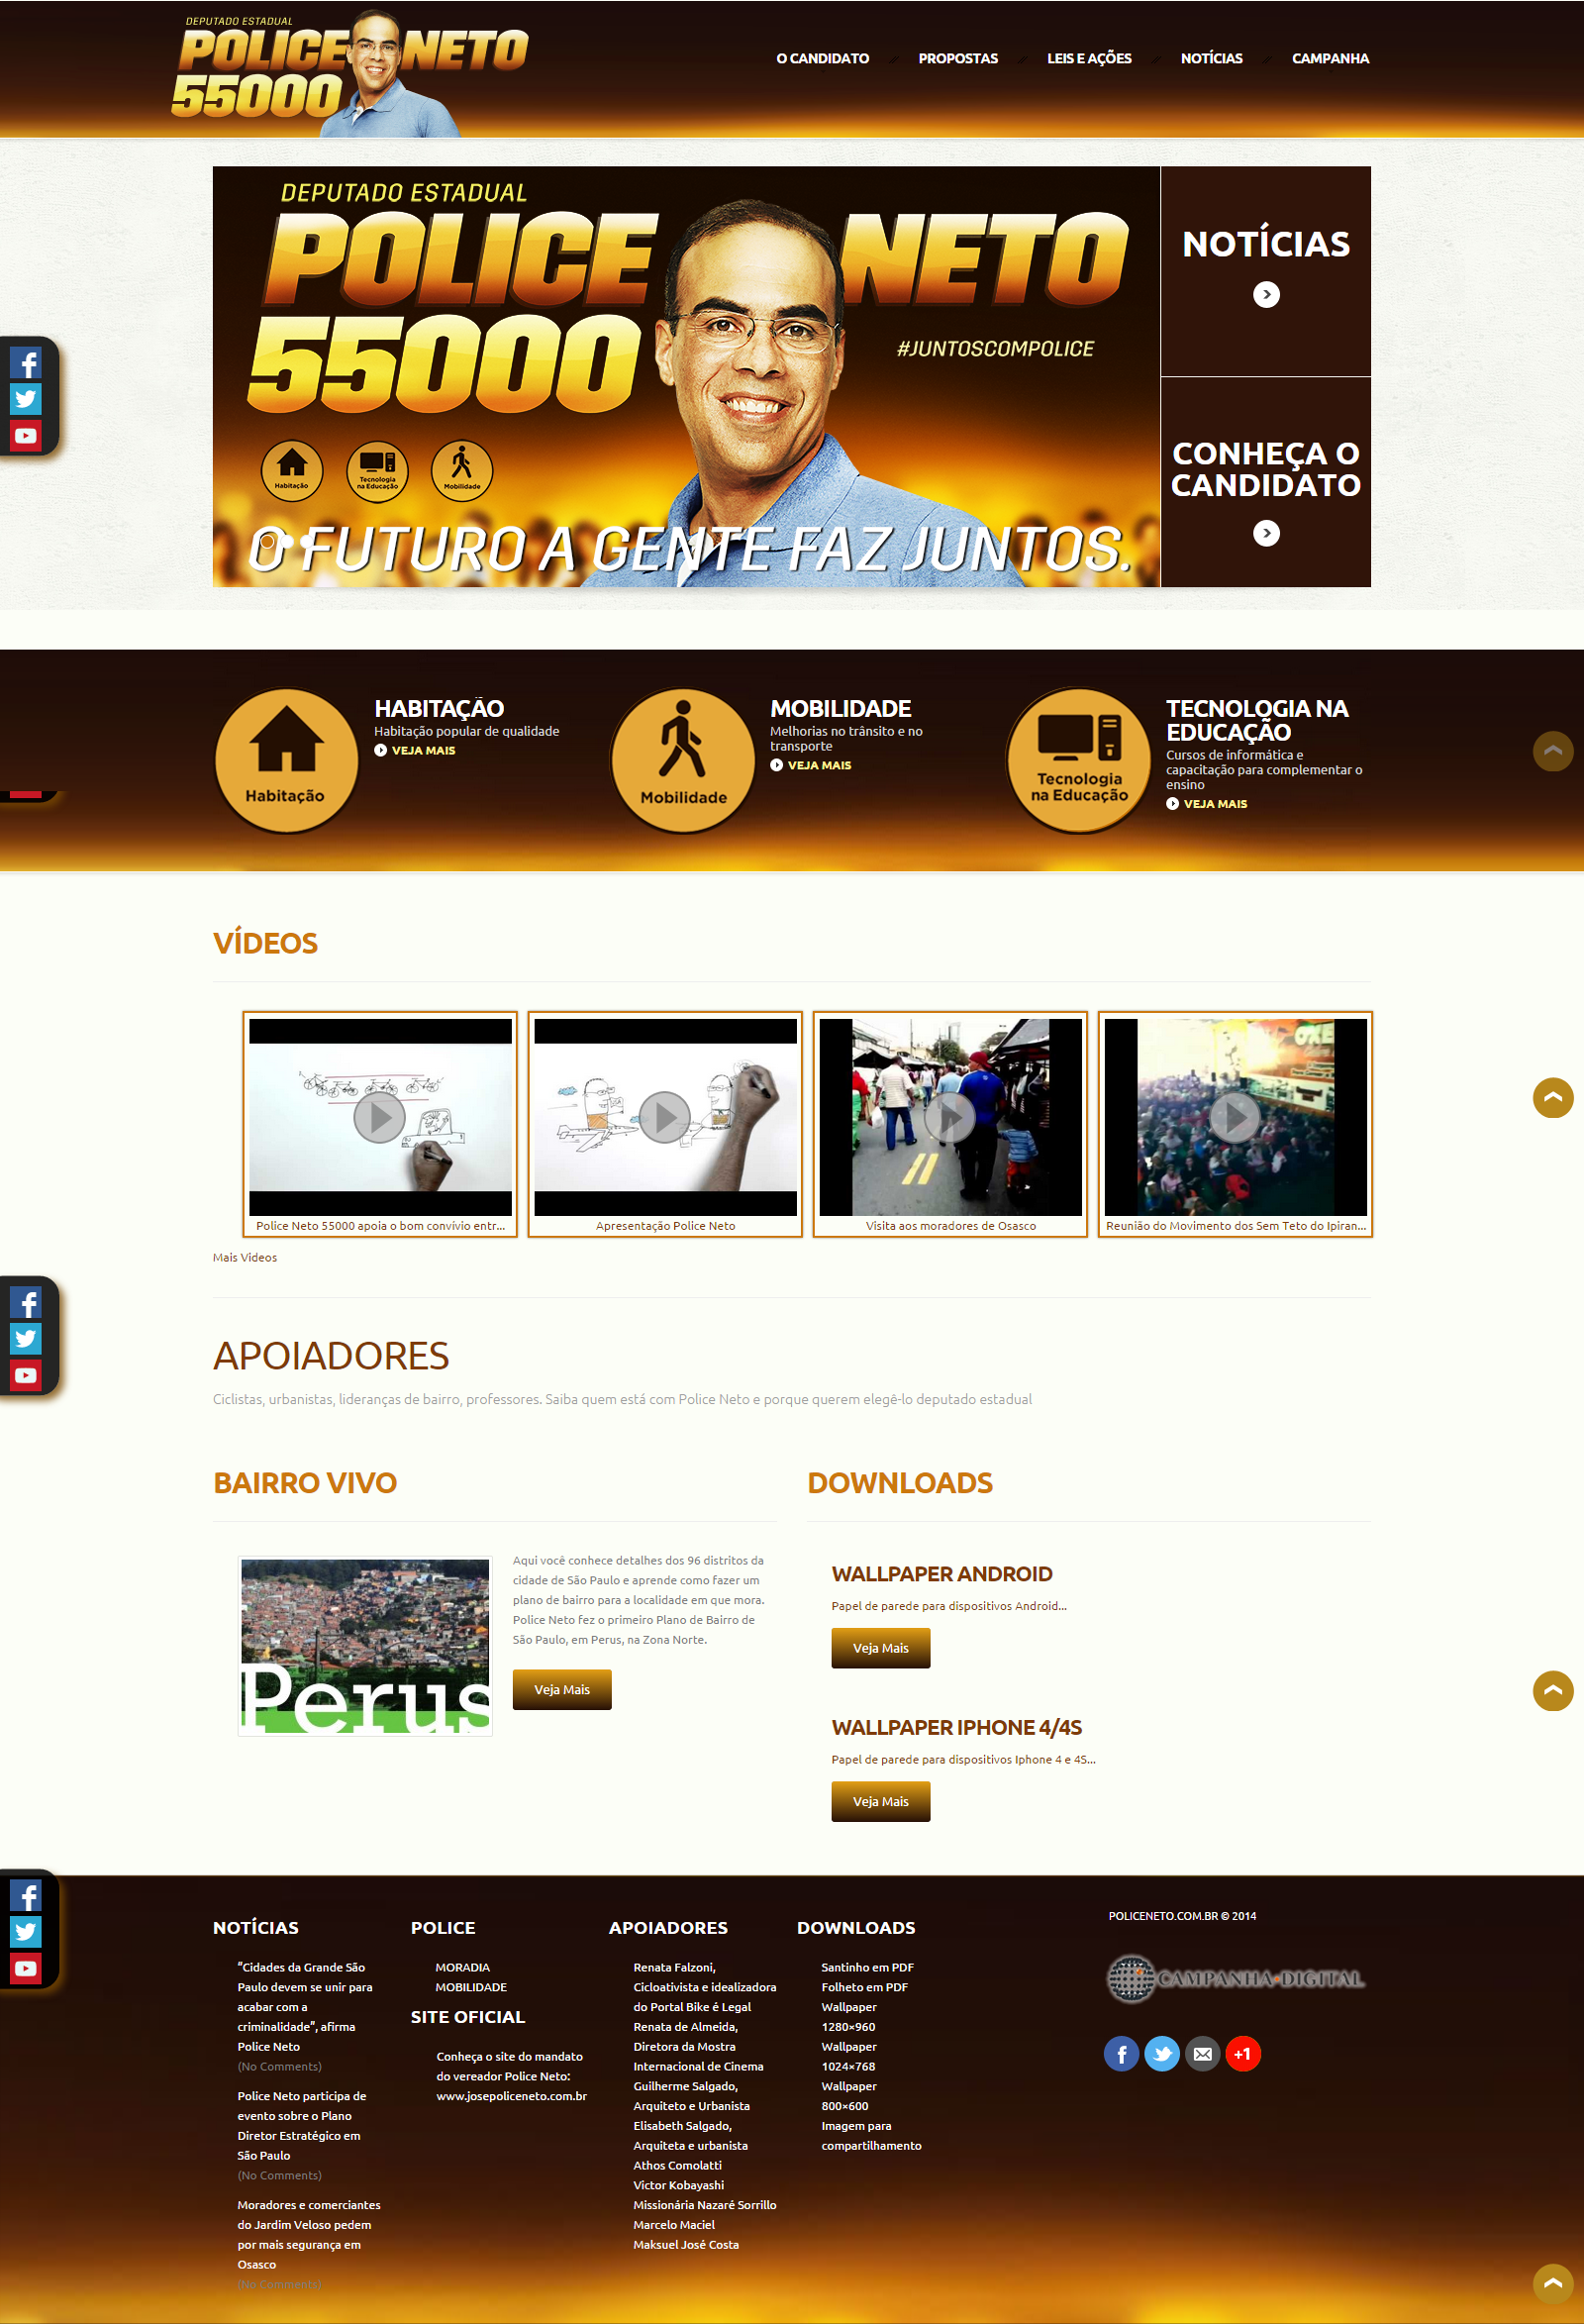 DEPUTADO ESTADUAL
POLICE NETO
55000
O CANDIDATO
PROPOSTAS
LEIS E AÇÕES
NOTÍCIAS
CAMPANHA
DEPUTADO ESTADUAL
POLICE NETO
55000
#JUNTOSCOMPOLICE
Habitação
Tecnologia
na Educação
Mobilidade
O FUTURO A GENTE FAZ JUNTOS.
NOTÍCIAS
CONHEÇA O
CANDIDATO
Habitação
HABITAÇÃO
Habitação popular de qualidade
VEJA MAIS
Mobilidade
MOBILIDADE
Melhorias no trânsito e no
transporte
VEJA MAIS
Tecnologia
na Educação
TECNOLOGIA NA
EDUCAÇÃO
Cursos de informática e
capacitação para complementar o
ensino
VEJA MAIS
VÍDEOS
Police Neto 55000 apoia o bom convívio entr...
Apresentação Police Neto
Visita aos moradores de Osasco
Reunião do Movimento dos Sem Teto do Ipiran...
Mais Videos
APOIADORES
Ciclistas, urbanistas, lideranças de bairro, professores. Saiba quem está com Police Neto e porque querem elegê-lo deputado estadual
BAIRRO VIVO
Perus
Aqui você conhece detalhes dos 96 distritos da
cidade de São Paulo e aprende como fazer um
plano de bairro para a localidade em que mora.
Police Neto fez o primeiro Plano de Bairro de
São Paulo, em Perus, na Zona Norte.
Veja Mais
DOWNLOADS
WALLPAPER ANDROID
Papel de parede para dispositivos Android...
Veja Mais
WALLPAPER IPHONE 4/4S
Papel de parede para dispositivos Iphone 4 e 4S...
Veja Mais
NOTÍCIAS
"Cidades da Grande São
Paulo devem se unir para
acabar com a
criminalidade", afirma
Police Neto
(No Comments)
Police Neto participa de
evento sobre o Plano
Diretor Estratégico em
São Paulo
(No Comments)
Moradores e comerciantes
do Jardim Veloso pedem
por mais segurança em
Osasco
(No Comments)
POLICE
MORADIA
MOBILIDADE
SITE OFICIAL
Conheça o site do mandato
do vereador Police Neto:
www.josepoliceneto.com.br
APOIADORES
Renata Falzoni,
Cicloativista e idealizadora
do Portal Bike é Legal
Renata de Almeida,
Diretora da Mostra
Internacional de Cinema
Guilherme Salgado,
Arquiteto e Urbanista
Elisabeth Salgado,
Arquiteta e urbanista
Athos Comolatti
Victor Kobayashi
Missionária Nazaré Sorrillo
Marcelo Maciel
Maksuel José Costa
DOWNLOADS
Santinho em PDF
Folheto em PDF
Wallpaper
1280×960
Wallpaper
1024×768
Wallpaper
800×600
Imagem para
compartilhamento
POLICENETO.COM.BR © 2014
CAMPANHA DIGITAL
+1